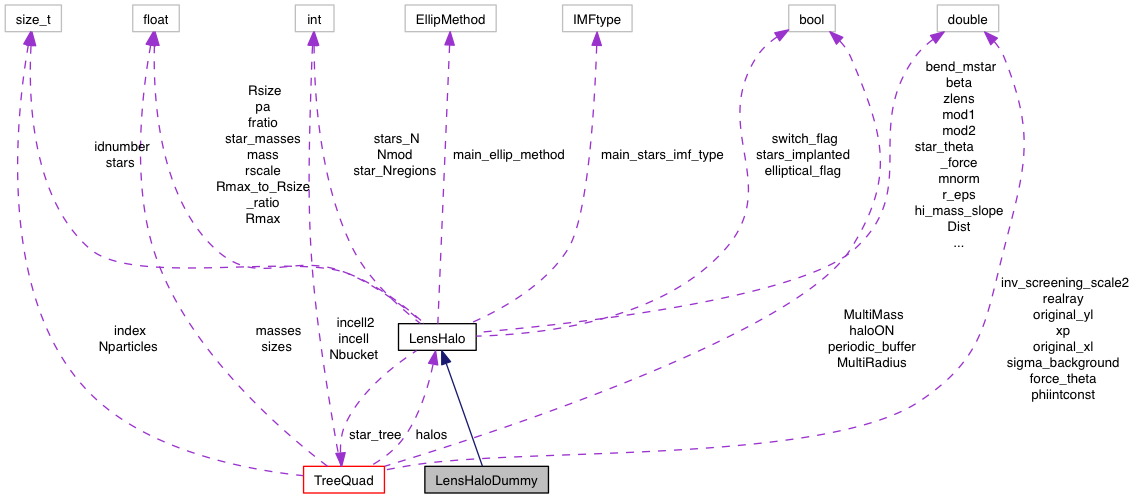 size_t
float
int
EllipMethod
IMFtype
bool
double
idnumber
stars
Rsize
pa
fratio
star_masses
mass
rscale
Rmax_to_Rsize
_ratio
Rmax
stars_N
Nmod
star_Nregions
main_ellip_method
main_stars_imf_type
switch_flag
stars_implanted
elliptical_flag
bend_mstar
beta
zlens
mod1
mod2
star_theta
_force
mnorm
r_eps
hi_mass_slope
Dist
...
index
Nparticles
masses
sizes
incell2
incell
Nbucket
LensHalo
MultiMass
haloON
periodic_buffer
MultiRadius
inv_screening_scale2
realray
original_yl
xp
original_xl
sigma_background
force_theta
phiintconst
star_tree
halos
TreeQuad
LensHaloDummy